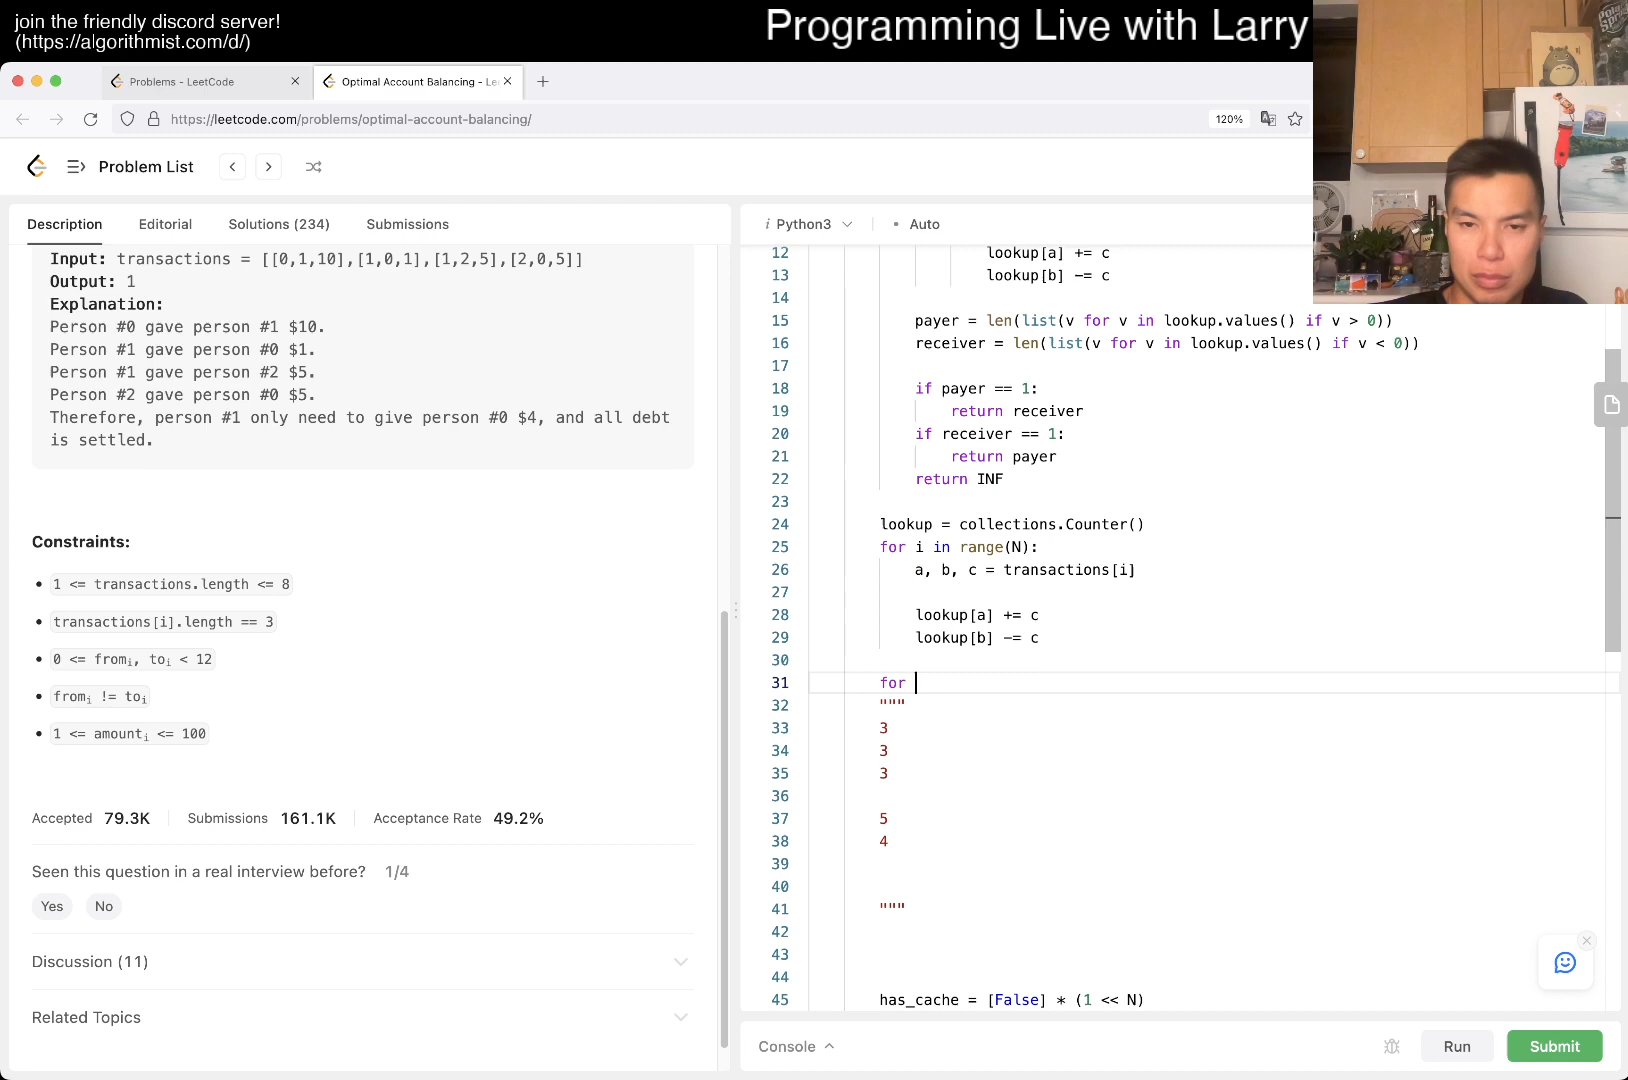 join the friendly discord server!
(https://algorithmist.com/d/)
Programming Live with Larry
Problems - LeetCode
Optimal Account Balancing - Le
https://leetcode.com/problems/optimal-account-balancing/
120%
Problem List
Description
Editorial
Solutions (234)
Submissions
Input: transactions = [[0,1,10],[1,0,1],[1,2,5],[2,0,5]]
Output: 1
Explanation:
Person #0 gave person #1 $10.
Person #1 gave person #0 $1.
Person #1 gave person #2 $5.
Person #2 gave person #0 $5.
Therefore, person #1 only need to give person #0 $4, and all debt
is settled.
Constraints:
• 1 <= transactions.length <= 8
• transactions[i].length == 3
• 0 <= fromᵢ, toᵢ < 12
• fromᵢ != toᵢ
• 1 <= amountᵢ <= 100
Accepted 79.3K
Submissions 161.1K
Acceptance Rate 49.2%
Seen this question in a real interview before? 1/4
Yes
No
Discussion (11)
Related Topics
i Python3
• Auto
12 lookup[a] += c
13 lookup[b] -= c
14
15 payer = len(list(v for v in lookup.values() if v > 0))
16 receiver = len(list(v for v in lookup.values() if v < 0))
17
18 if payer == 1:
19 return receiver
20 if receiver == 1:
21 return payer
22 return INF
23
24 lookup = collections.Counter()
25 for i in range(N):
26 a, b, c = transactions[i]
27
28 lookup[a] += c
29 lookup[b] -= c
30
31 for
32 """
33 3
34 3
35 3
36
37 5
38 4
39
40
41 """
42
43
44
45 has_cache = [False] * (1 << N)
Console
Run
Submit